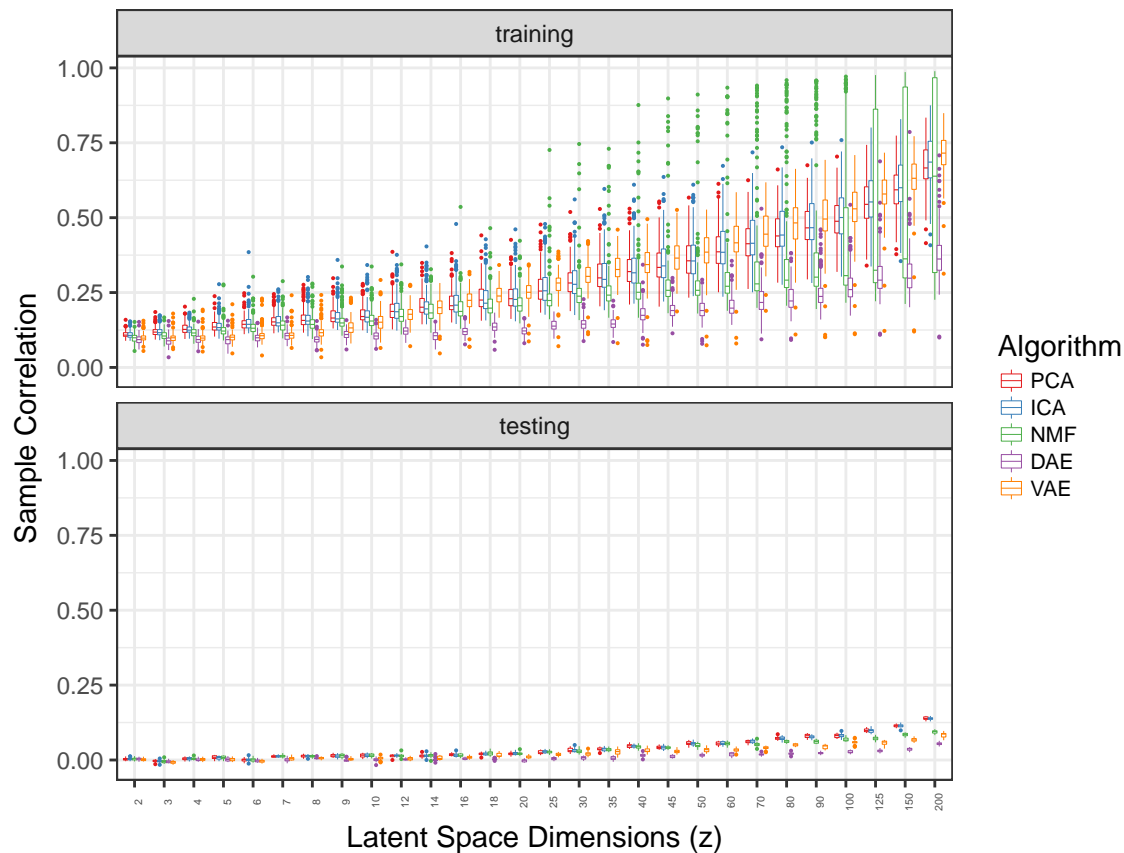 training
1.00
0.75
0.50
0.25
0.00
testing
1.00
0.75
0.50
0.25
0.00
Sample Correlation
2 3 4 5 6 7 8 9 10 12 14 16 18 20 25 30 35 40 45 50 60 70 80 90 100 125 150 200
Latent Space Dimensions (z)
Algorithm
PCA
ICA
NMF
DAE
VAE